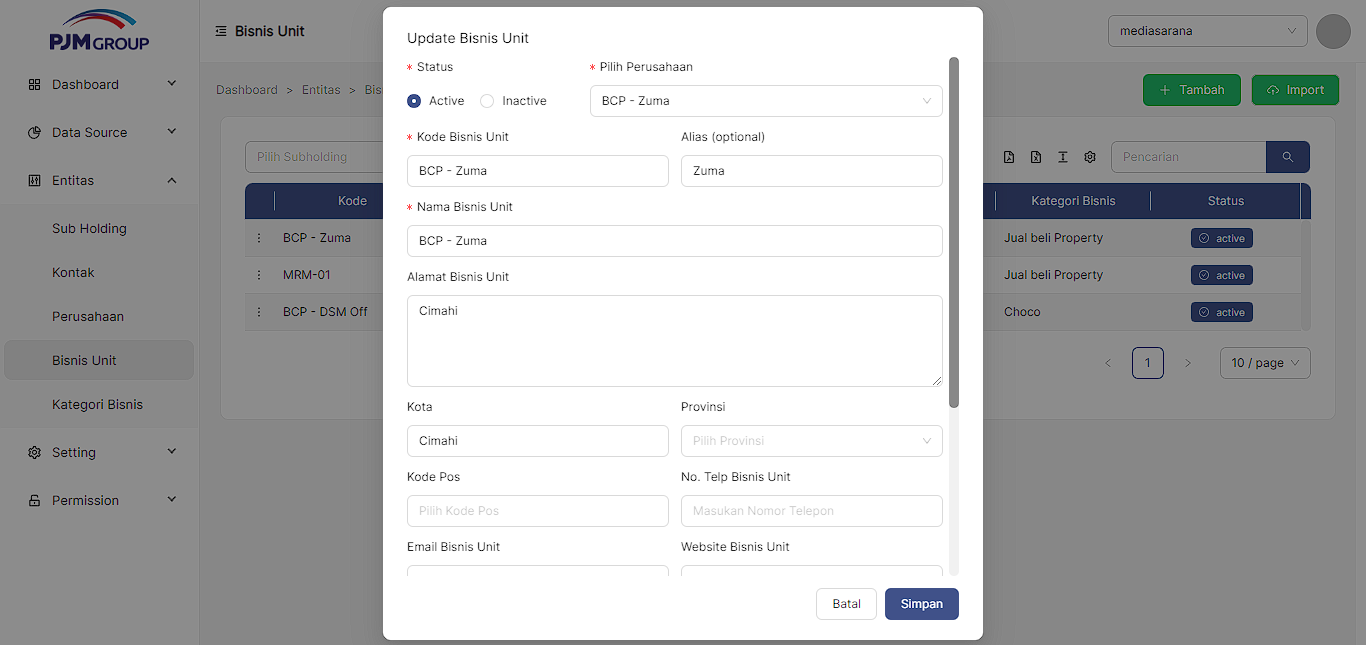 PJM GROUP
Dashboard
Data Source
Entitas
Sub Holding
Kontak
Perusahaan
Bisnis Unit
Kategori Bisnis
Setting
Permission
Bisnis Unit
mediasarana
Dashboard > Entitas > Bis
Tambah
Import
Pilih Subholding
Pencarian
Kode
Kategori Bisnis
Status
BCP - Zuma
Jual beli Property
active
MRM-01
Jual beli Property
active
BCP - DSM Off
Choco
active
1
10 / page
Update Bisnis Unit
* Status
* Pilih Perusahaan
Active
Inactive
BCP - Zuma
* Kode Bisnis Unit
Alias (optional)
BCP - Zuma
Zuma
* Nama Bisnis Unit
BCP - Zuma
Alamat Bisnis Unit
Cimahi
Kota
Provinsi
Cimahi
Pilih Provinsi
Kode Pos
No. Telp Bisnis Unit
Pilih Kode Pos
Masukan Nomor Telepon
Email Bisnis Unit
Website Bisnis Unit
Batal
Simpan